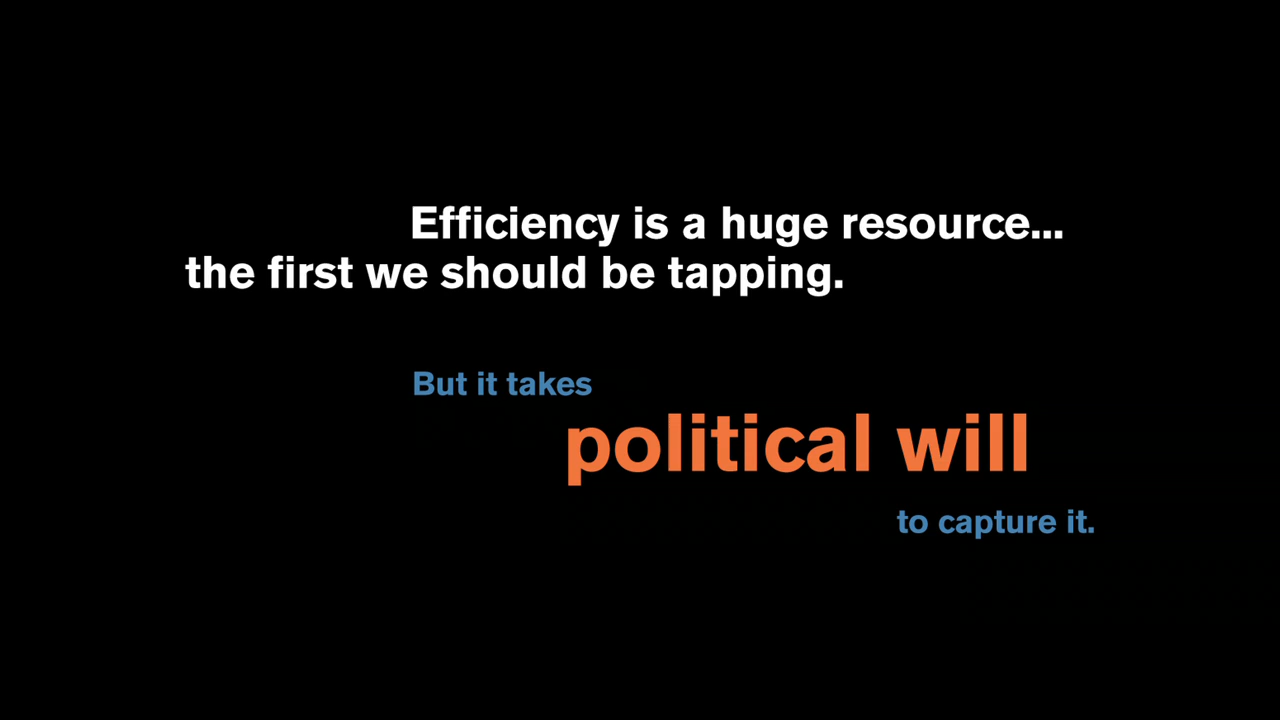 Efficiency is a huge resource...
the first we should be tapping.
But it takes
political will
to capture it.